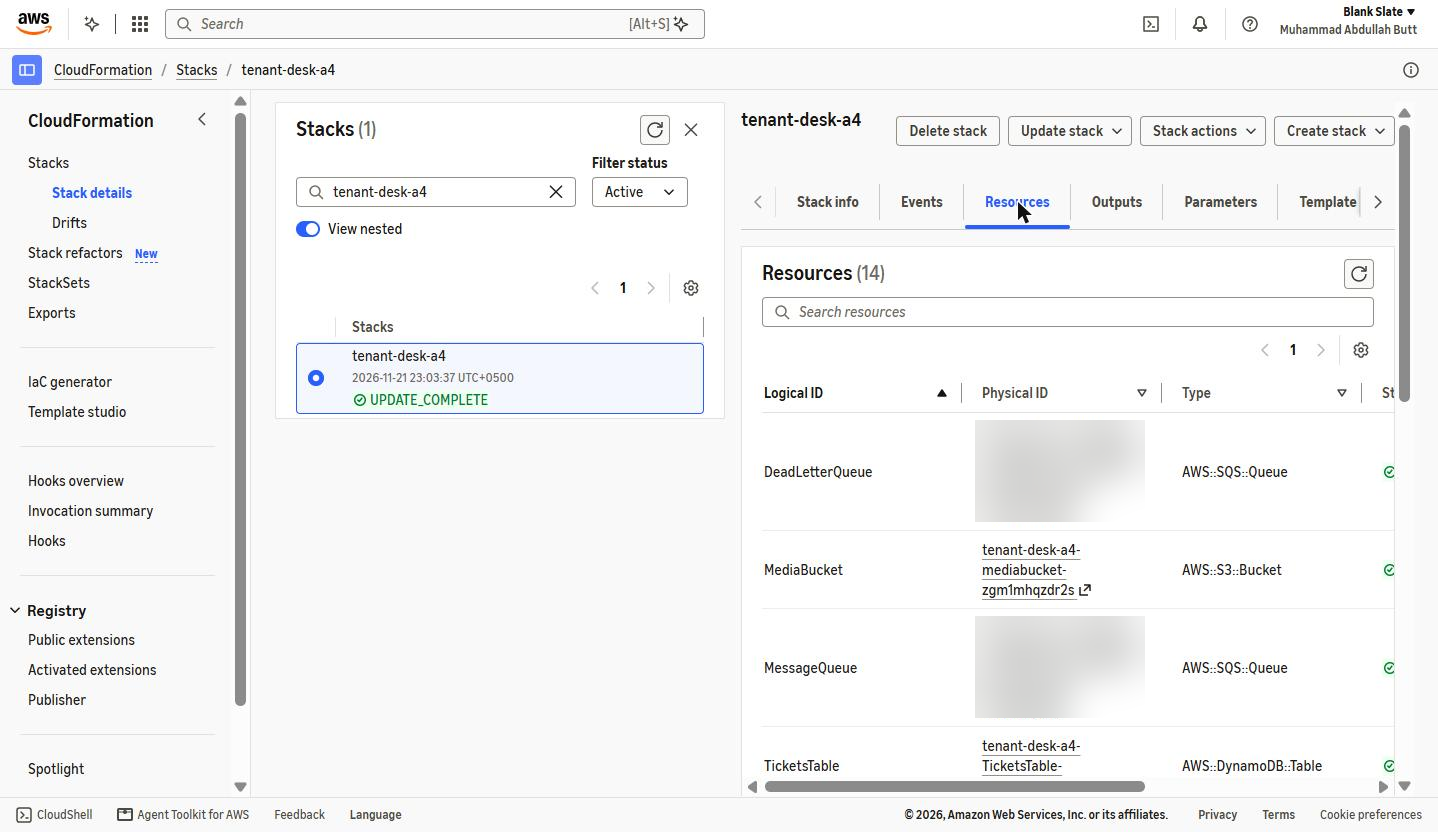 aws
Search [Alt+S]
Blank Slate
Muhammad Abdullah Butt
CloudFormation / Stacks / tenant-desk-a4
CloudFormation
Stacks
Stack details
Drifts
Stack refactors New
StackSets
Exports
IaC generator
Template studio
Hooks overview
Invocation summary
Hooks
Registry
Public extensions
Activated extensions
Publisher
Spotlight
Stacks (1)
Filter status
tenant-desk-a4
Active
View nested
1
Stacks
tenant-desk-a4
2026-11-21 23:03:37 UTC+0500
UPDATE_COMPLETE
tenant-desk-a4
Delete stack Update stack Stack actions Create stack
Stack info Events Resources Outputs Parameters Template
Resources (14)
Search resources
1
Logical ID Physical ID Type St
DeadLetterQueue AWS::SQS::Queue
MediaBucket tenant-desk-a4-
mediabucket-
zgm1mhqzdr2s AWS::S3::Bucket
MessageQueue AWS::SQS::Queue
TicketsTable tenant-desk-a4-
TicketsTable- AWS::DynamoDB::Table
CloudShell Agent Toolkit for AWS Feedback Language
© 2026, Amazon Web Services, Inc. or its affiliates. Privacy Terms Cookie preferences